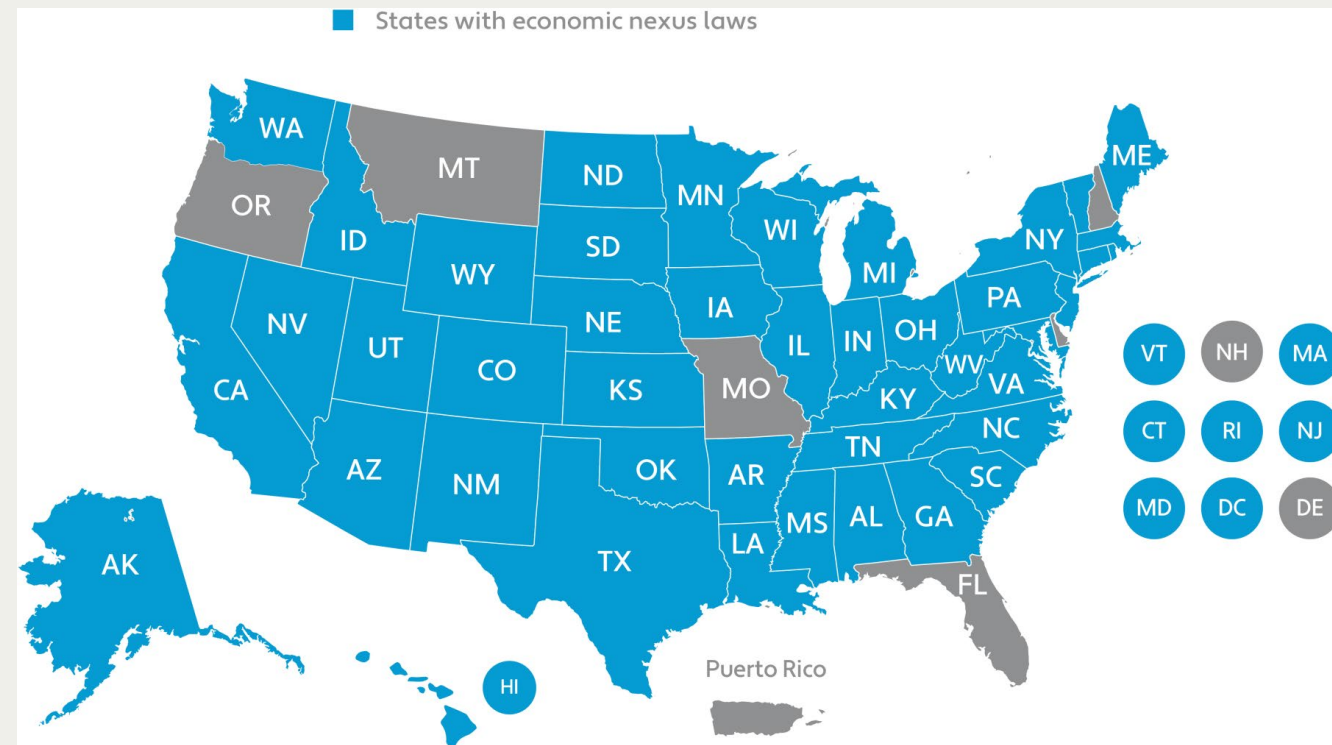 States with economic nexus laws
WA
MT
ND
MN
ME
OR
ID
SD
WI
NY
WY
MI
IA
PA
NE
NV
UT
IL
IN
OH
CO
WV
VA
CA
KS
MO
KY
NC
TN
AZ
NM
OK
AR
SC
MS
AL
GA
LA
TX
FL
AK
VT NH MA
CT RI NJ
MD DC DE
Puerto Rico
HI